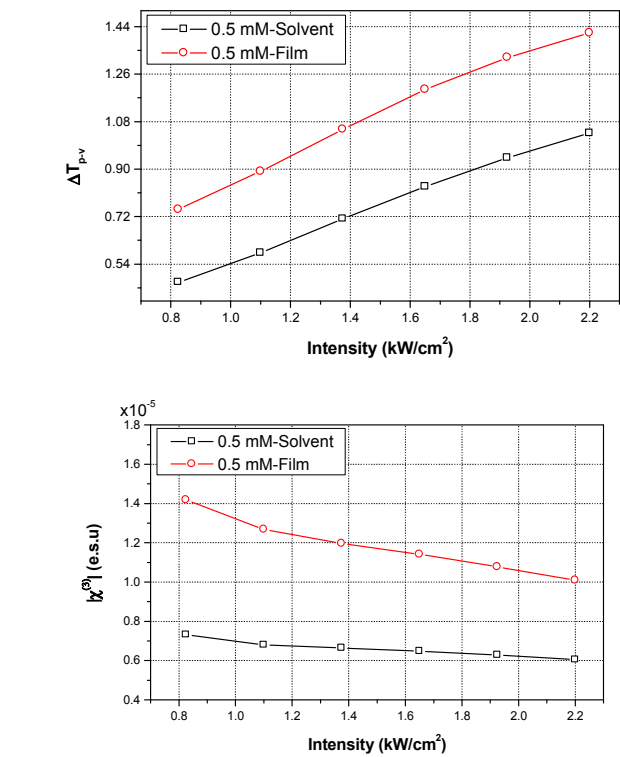 1.44
1.26
1.08
0.90
0.72
0.54
ΔTp-v
0.5 mM-Solvent
0.5 mM-Film
0.8 1.0 1.2 1.4 1.6 1.8 2.0 2.2
Intensity (kW/cm²)
x10⁻⁵
1.8
1.6
1.4
1.2
1.0
0.8
0.6
0.4
|χ⁽³⁾| (e.s.u)
0.5 mM-Solvent
0.5 mM-Film
0.8 1.0 1.2 1.4 1.6 1.8 2.0 2.2
Intensity (kW/cm²)